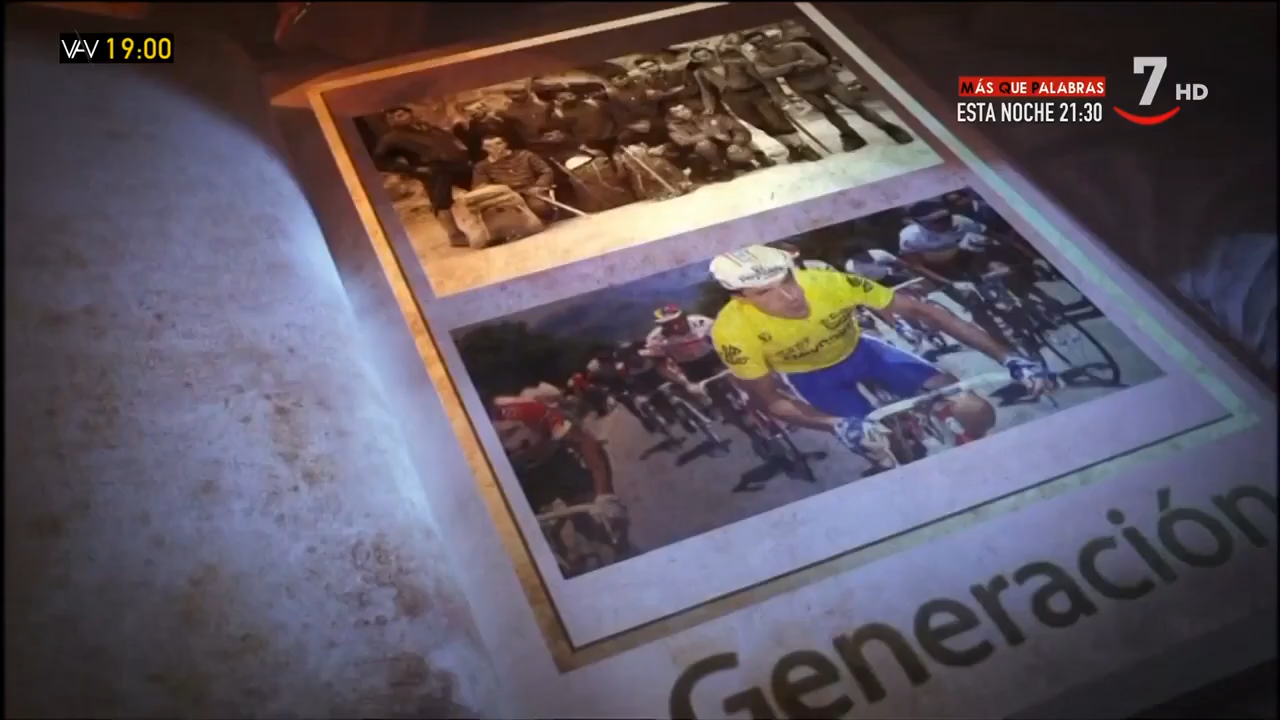 VAV 19:00
MÁS QUE PALABRAS
ESTA NOCHE 21:30
7 HD
Generación